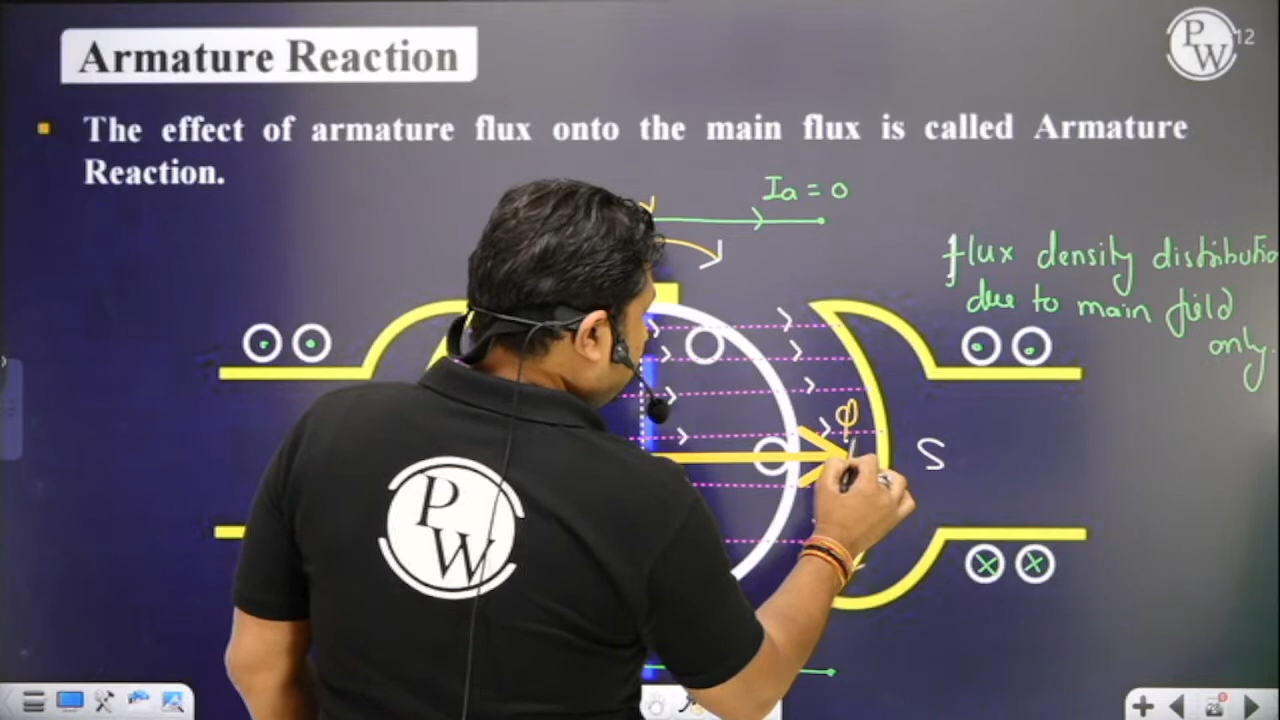 Armature Reaction
PW
12
The effect of armature flux onto the main flux is called Armature
Reaction.
Ia = 0
flux density distributio
due to main field
only.
φ
S
P
W